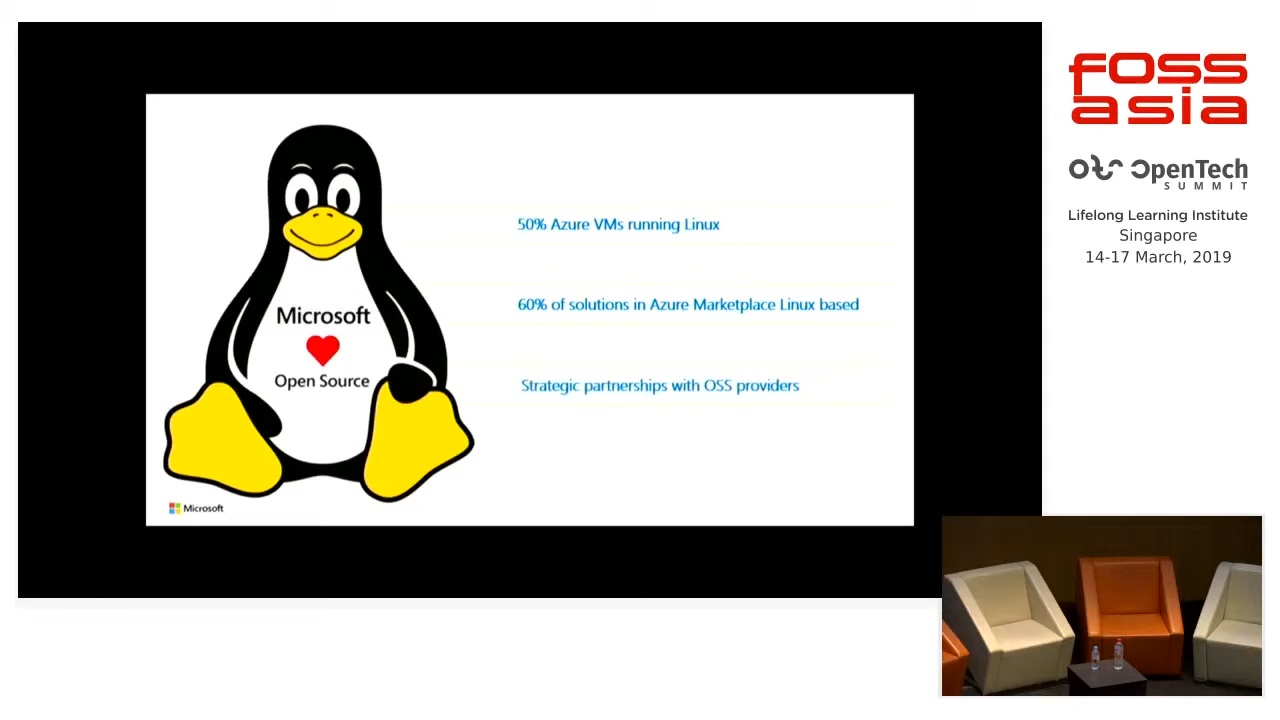 Microsoft
Open Source
50% Azure VMs running Linux
60% of solutions in Azure Marketplace Linux based
Strategic partnerships with OSS providers
Microsoft
fOSS
asia
OpenTech
SUMMIT
Lifelong Learning Institute
Singapore
14-17 March, 2019